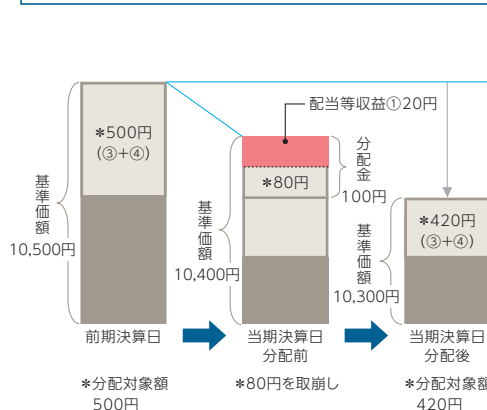 配当等収益①20円
*500円
(③+④)
分配金
100円
*80円
*420円
(③+④)
基準価額
10,500円
基準価額
10,400円
基準価額
10,300円
前期決算日
当期決算日
分配前
当期決算日
分配後
*分配対象額
500円
*80円を取崩し
*分配対象額
420円